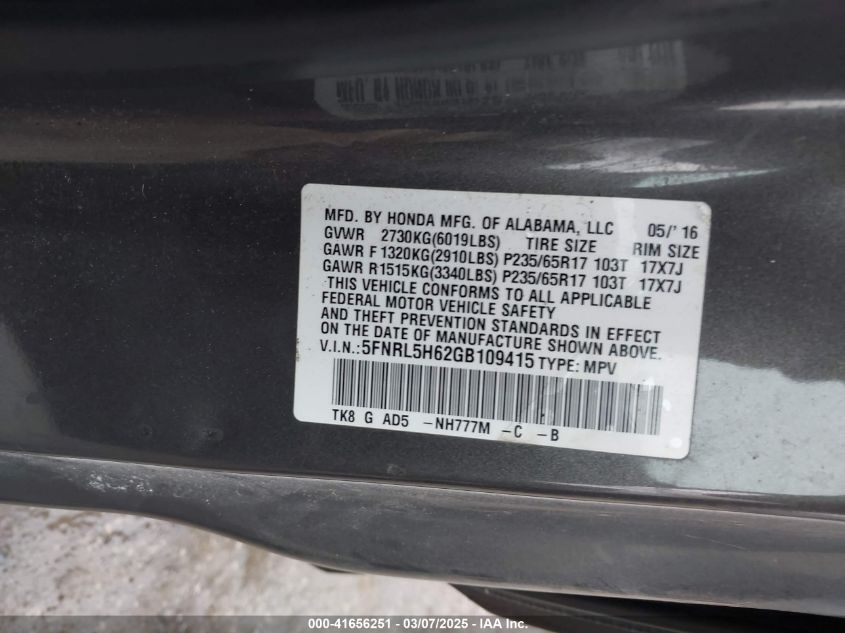 MFD. BY HONDA MFG. OF ALABAMA, LLC 05/'16
GVWR 2730KG(6019LBS) TIRE SIZE RIM SIZE
GAWR F 1320KG(2910LBS) P235/65R17 103T 17X7J
GAWR R1515KG(3340LBS) P235/65R17 103T 17X7J
THIS VEHICLE CONFORMS TO ALL APPLICABLE
FEDERAL MOTOR VEHICLE SAFETY
AND THEFT PREVENTION STANDARDS IN EFFECT
ON THE DATE OF MANUFACTURE SHOWN ABOVE.
V.I.N.:5FNRL5H62GB109415 TYPE: MPV
TK8 G AD5 -NH777M -C -B
000-41656251 - 03/07/2025 - IAA Inc.